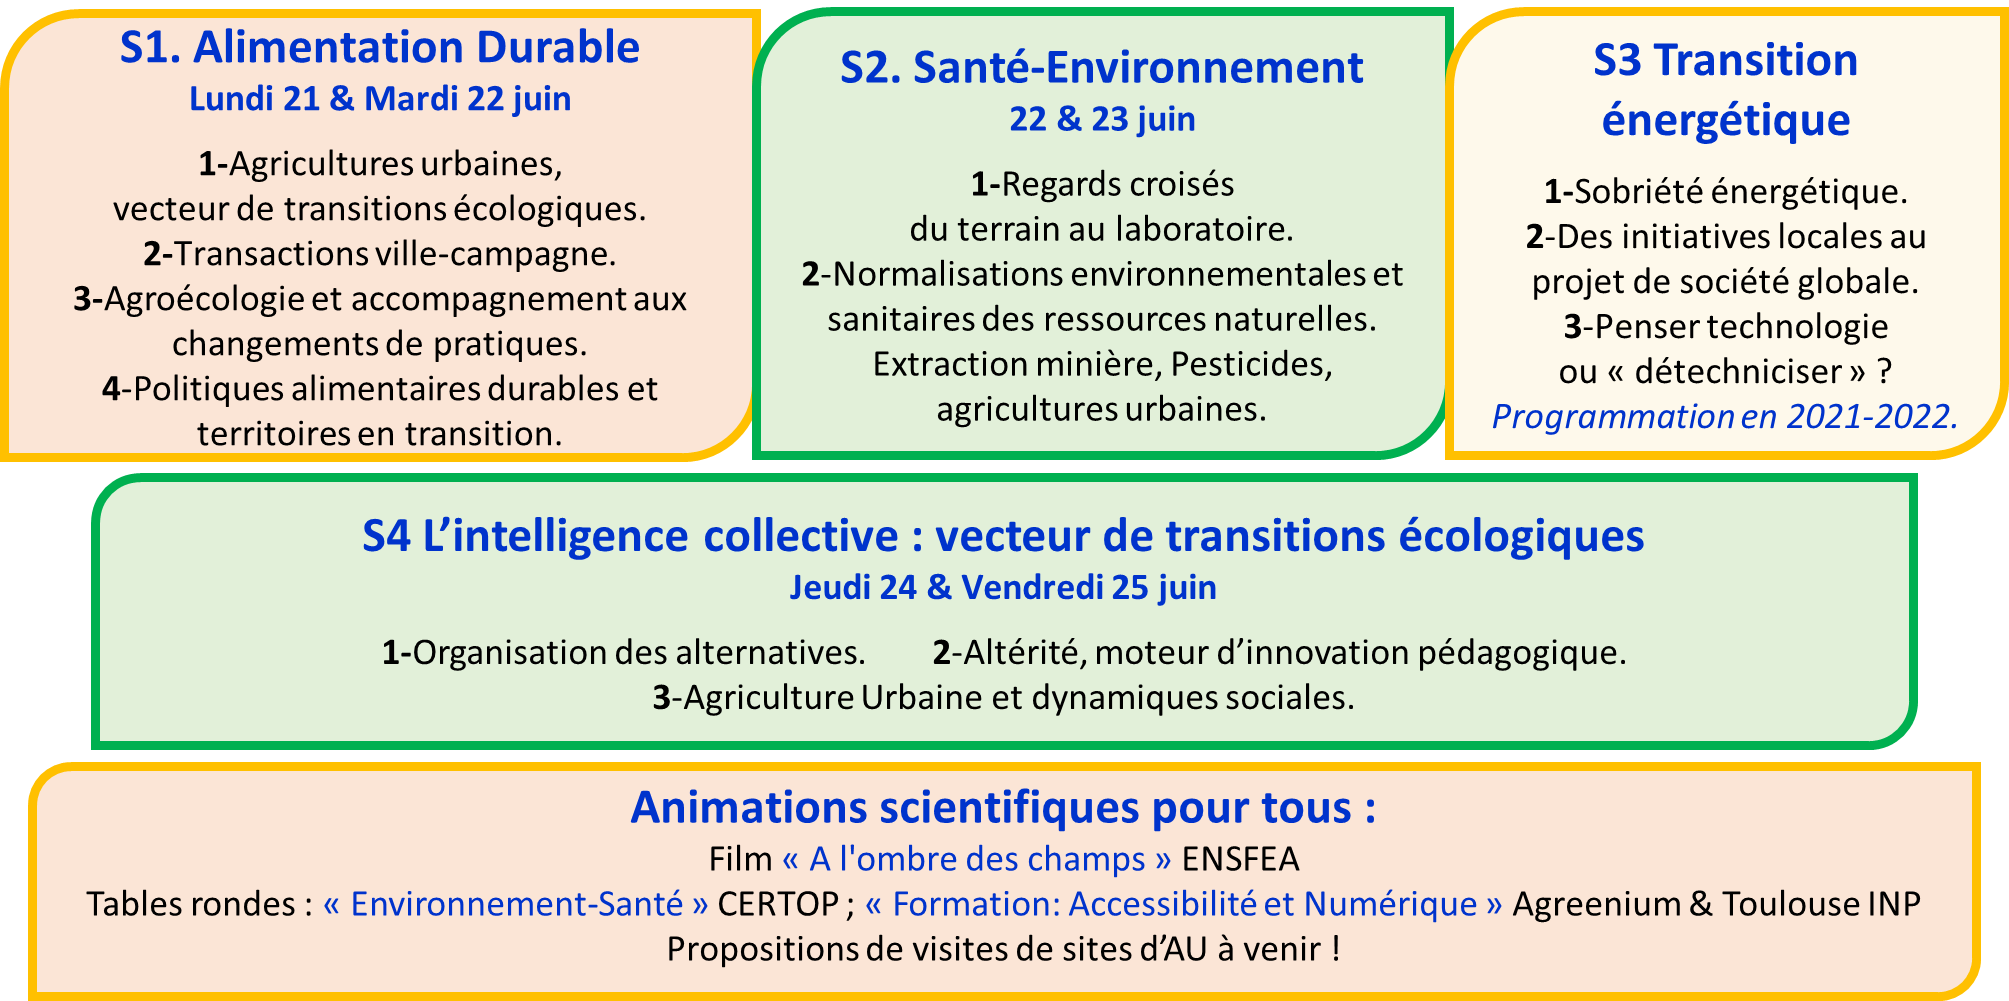 S1. Alimentation Durable
Lundi 21 & Mardi 22 juin
1-Agricultures urbaines,
vecteur de transitions écologiques.
2-Transactions ville-campagne.
3-Agroécologie et accompagnement aux
changements de pratiques.
4-Politiques alimentaires durables et
territoires en transition.
S2. Santé-Environnement
22 & 23 juin
1-Regards croisés
du terrain au laboratoire.
2-Normalisations environnementales et
sanitaires des ressources naturelles.
Extraction minière, Pesticides,
agricultures urbaines.
S3 Transition
énergétique
1-Sobriété énergétique.
2-Des initiatives locales au
projet de société globale.
3-Penser technologie
ou « détechniciser » ?
Programmation en 2021-2022.
S4 L’intelligence collective : vecteur de transitions écologiques
Jeudi 24 & Vendredi 25 juin
1-Organisation des alternatives. 2-Altérité, moteur d’innovation pédagogique.
3-Agriculture Urbaine et dynamiques sociales.
Animations scientifiques pour tous :
Film « A l'ombre des champs » ENSFEA
Tables rondes : « Environnement-Santé » CERTOP ; « Formation: Accessibilité et Numérique » Agreenium & Toulouse INP
Propositions de visites de sites d’AU à venir !